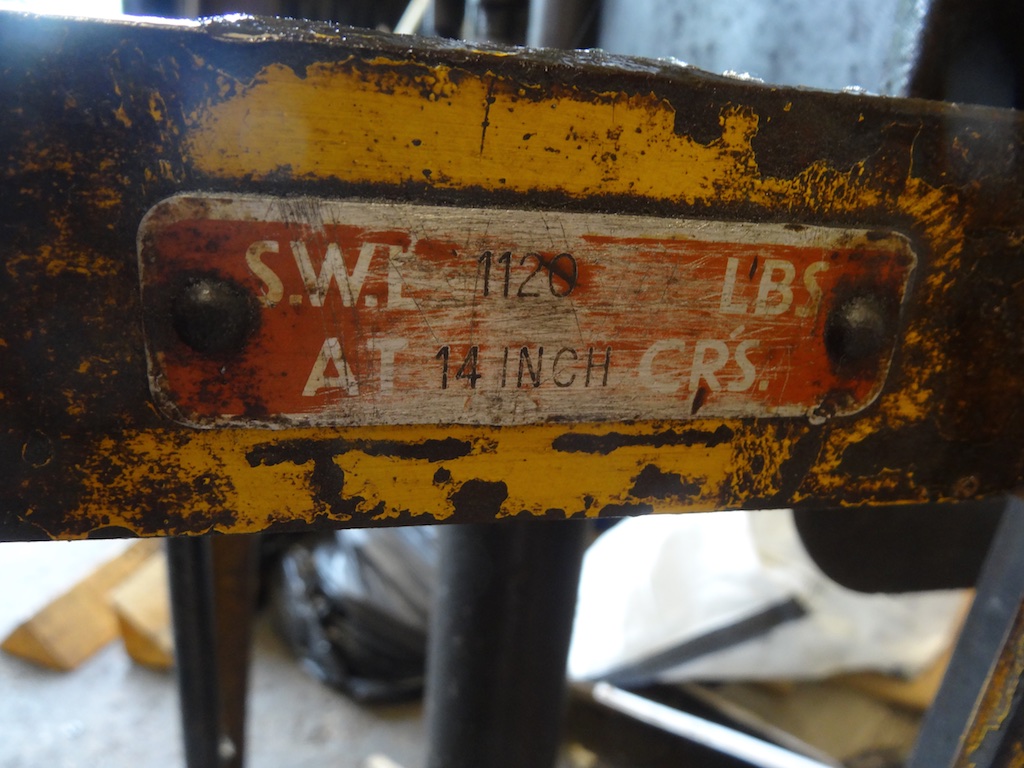 S.W.L 1120 LBS
AT 14 INCH CRS.